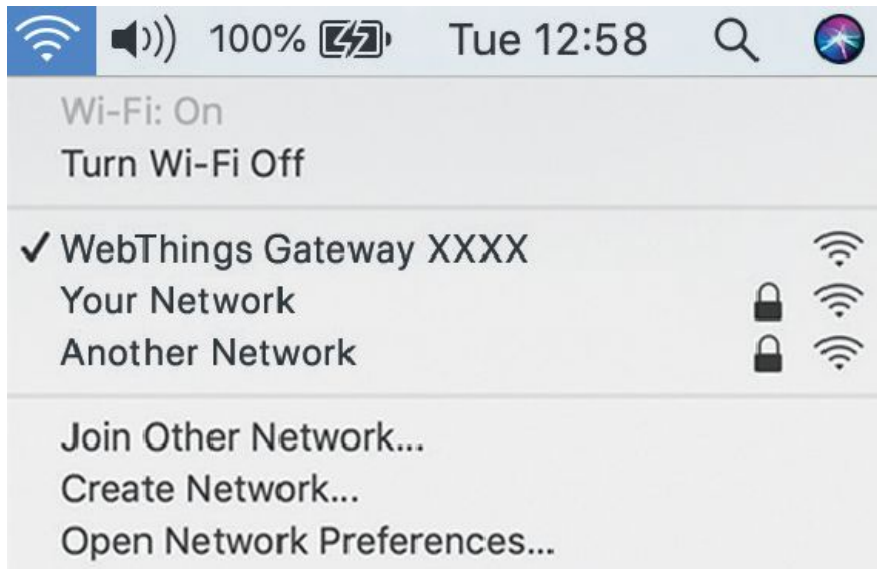 100% Tue 12:58
Wi-Fi: On
Turn Wi-Fi Off
✓ WebThings Gateway XXXX
Your Network
Another Network
Join Other Network...
Create Network...
Open Network Preferences...